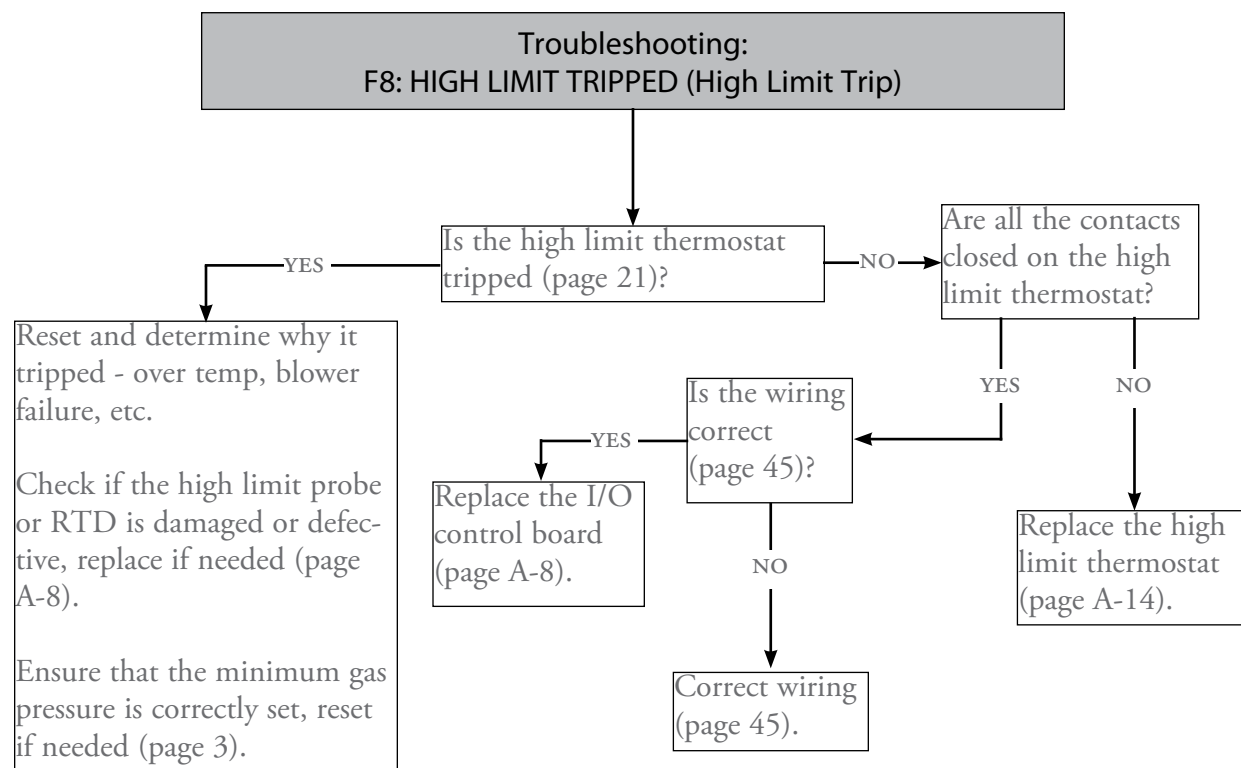 Troubleshooting:
F8: HIGH LIMIT TRIPPED (High Limit Trip)
Is the high limit thermostat
tripped (page 21)?
YES
NO
Are all the contacts
closed on the high
limit thermostat?
Reset and determine why it
tripped - over temp, blower
failure, etc.
Check if the high limit probe
or RTD is damaged or defec-
tive, replace if needed (page
A-8).
Ensure that the minimum gas
pressure is correctly set, reset
if needed (page 3).
YES
NO
Is the wiring
correct
(page 45)?
YES
Replace the I/O
control board
(page A-8).
NO
Correct wiring
(page 45).
Replace the high
limit thermostat
(page A-14).